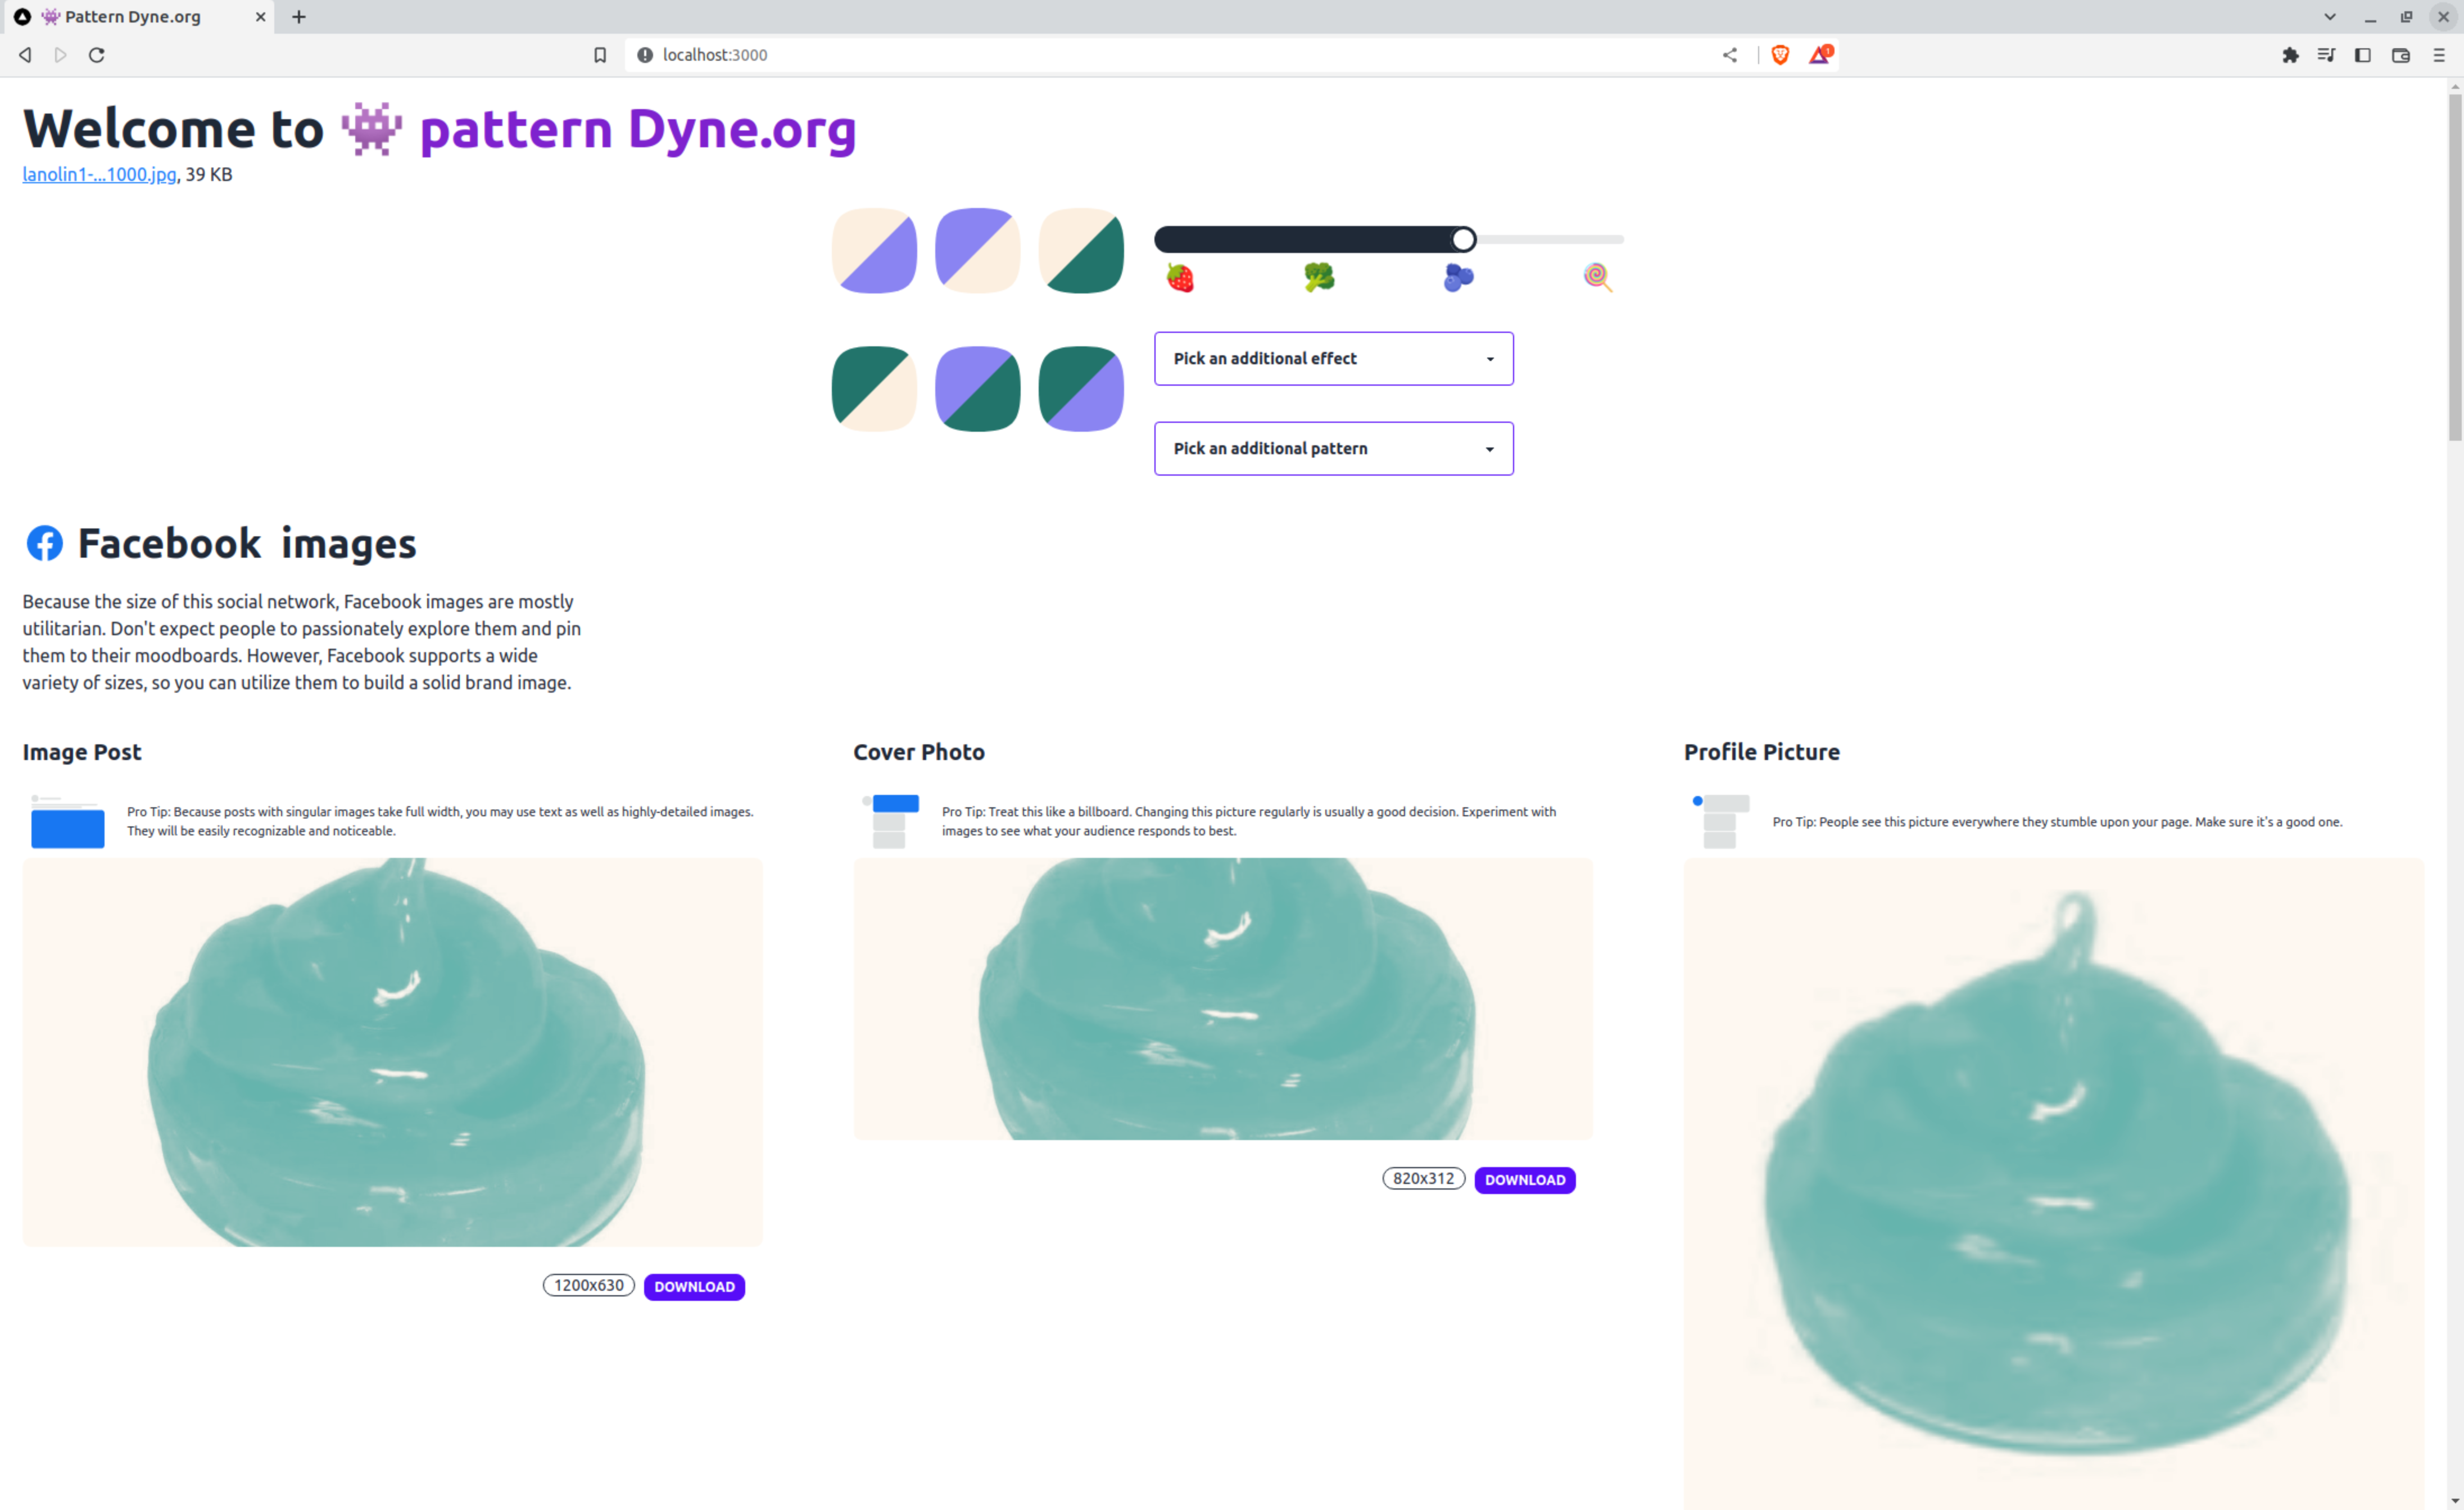 Pattern Dyne.org
localhost:3000
1
Welcome to pattern Dyne.org
lanolin1-...1000.jpg, 39 KB
Pick an additional effect
Pick an additional pattern
Facebook images
Because the size of this social network, Facebook images are mostly
utilitarian. Don't expect people to passionately explore them and pin
them to their moodboards. However, Facebook supports a wide
variety of sizes, so you can utilize them to build a solid brand image.
Image Post
Pro Tip: Because posts with singular images take full width, you may use text as well as highly-detailed images.
They will be easily recognizable and noticeable.
1200x630
DOWNLOAD
Cover Photo
Pro Tip: Treat this like a billboard. Changing this picture regularly is usually a good decision. Experiment with
images to see what your audience responds to best.
820x312
DOWNLOAD
Profile Picture
Pro Tip: People see this picture everywhere they stumble upon your page. Make sure it's a good one.